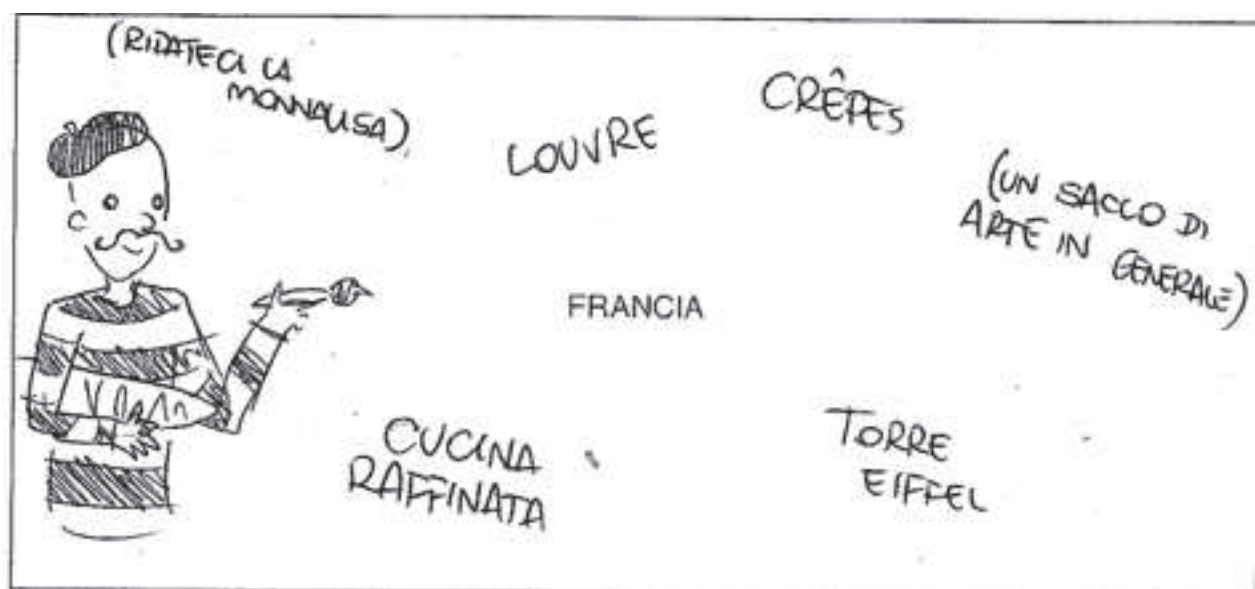 (RIDATECI LA
MONNALISA)
LOUVRE
CRÊPES
(UN SACCO DI
ARTE IN GENERALE)
FRANCIA
CUCINA
RAFFINATA
TORRE
EIFFEL